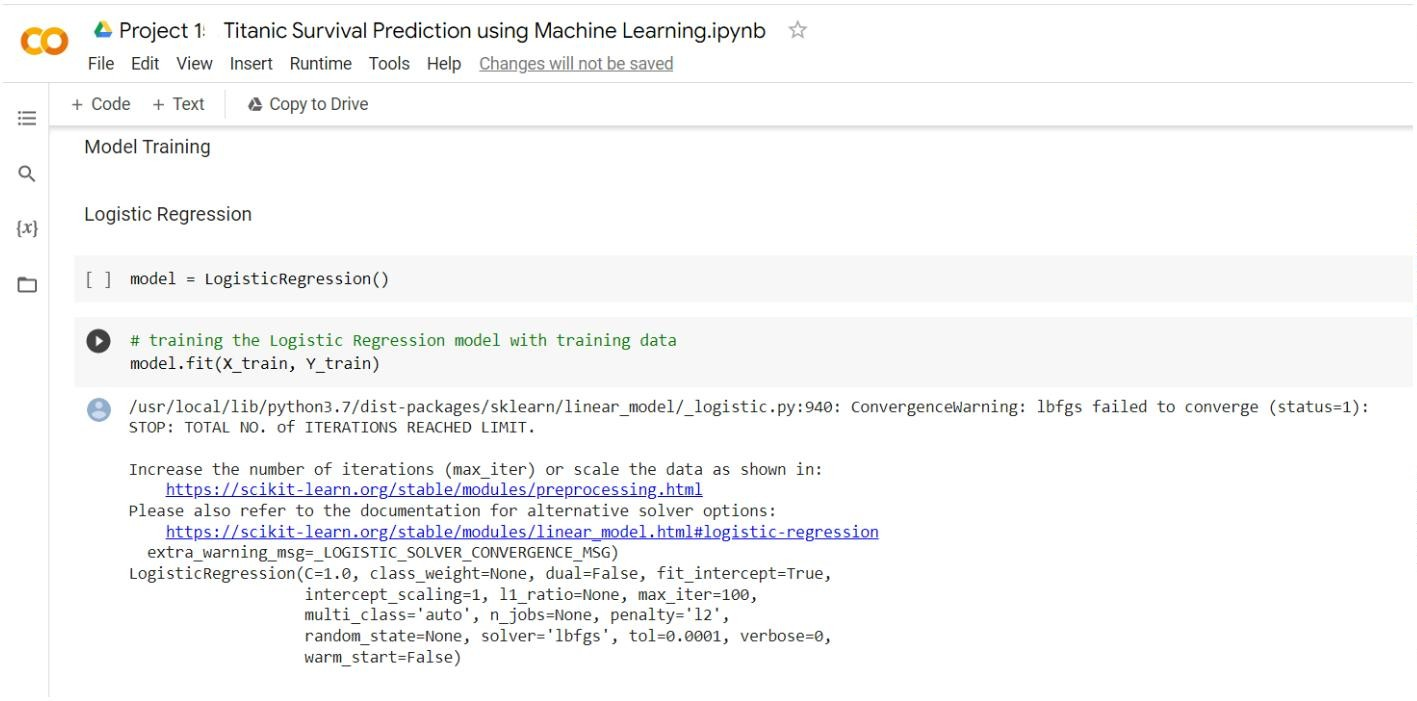 Project 1
Titanic Survival Prediction using Machine Learning.ipynb
File Edit View Insert Runtime Tools Help Changes will not be saved
+ Code + Text Copy to Drive
Model Training
{x}
Logistic Regression
[ ] model = LogisticRegression()
# training the Logistic Regression model with training data
model.fit(X_train, Y_train)
/usr/local/lib/python3.7/dist-packages/sklearn/linear_model/_logistic.py:940: ConvergenceWarning: lbfgs failed to converge (status=1):
STOP: TOTAL NO. of ITERATIONS REACHED LIMIT.
Increase the number of iterations (max_iter) or scale the data as shown in:
https://scikit-learn.org/stable/modules/preprocessing.html
Please also refer to the documentation for alternative solver options:
https://scikit-learn.org/stable/modules/linear_model.html#logistic-regression
extra_warning_msg=_LOGISTIC_SOLVER_CONVERGENCE_MSG)
LogisticRegression(C=1.0, class_weight=None, dual=False, fit_intercept=True,
intercept_scaling=1, l1_ratio=None, max_iter=100,
multi_class='auto', n_jobs=None, penalty='l2',
random_state=None, solver='lbfgs', tol=0.0001, verbose=0,
warm_start=False)